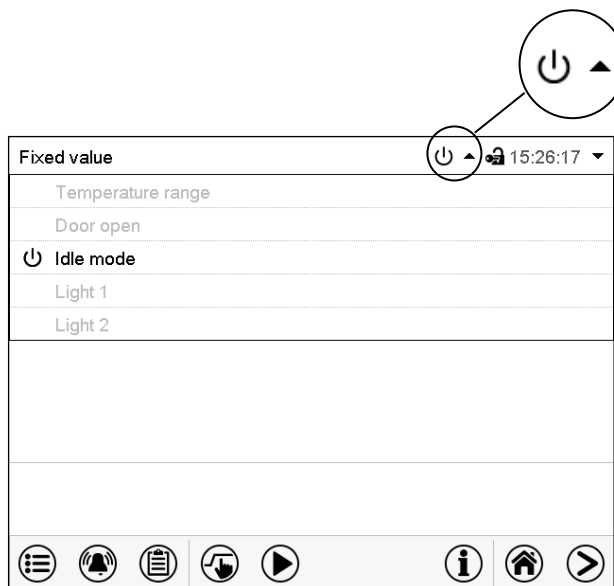 Fixed value 15:26:17
Temperature range
Door open
Idle mode
Light 1
Light 2